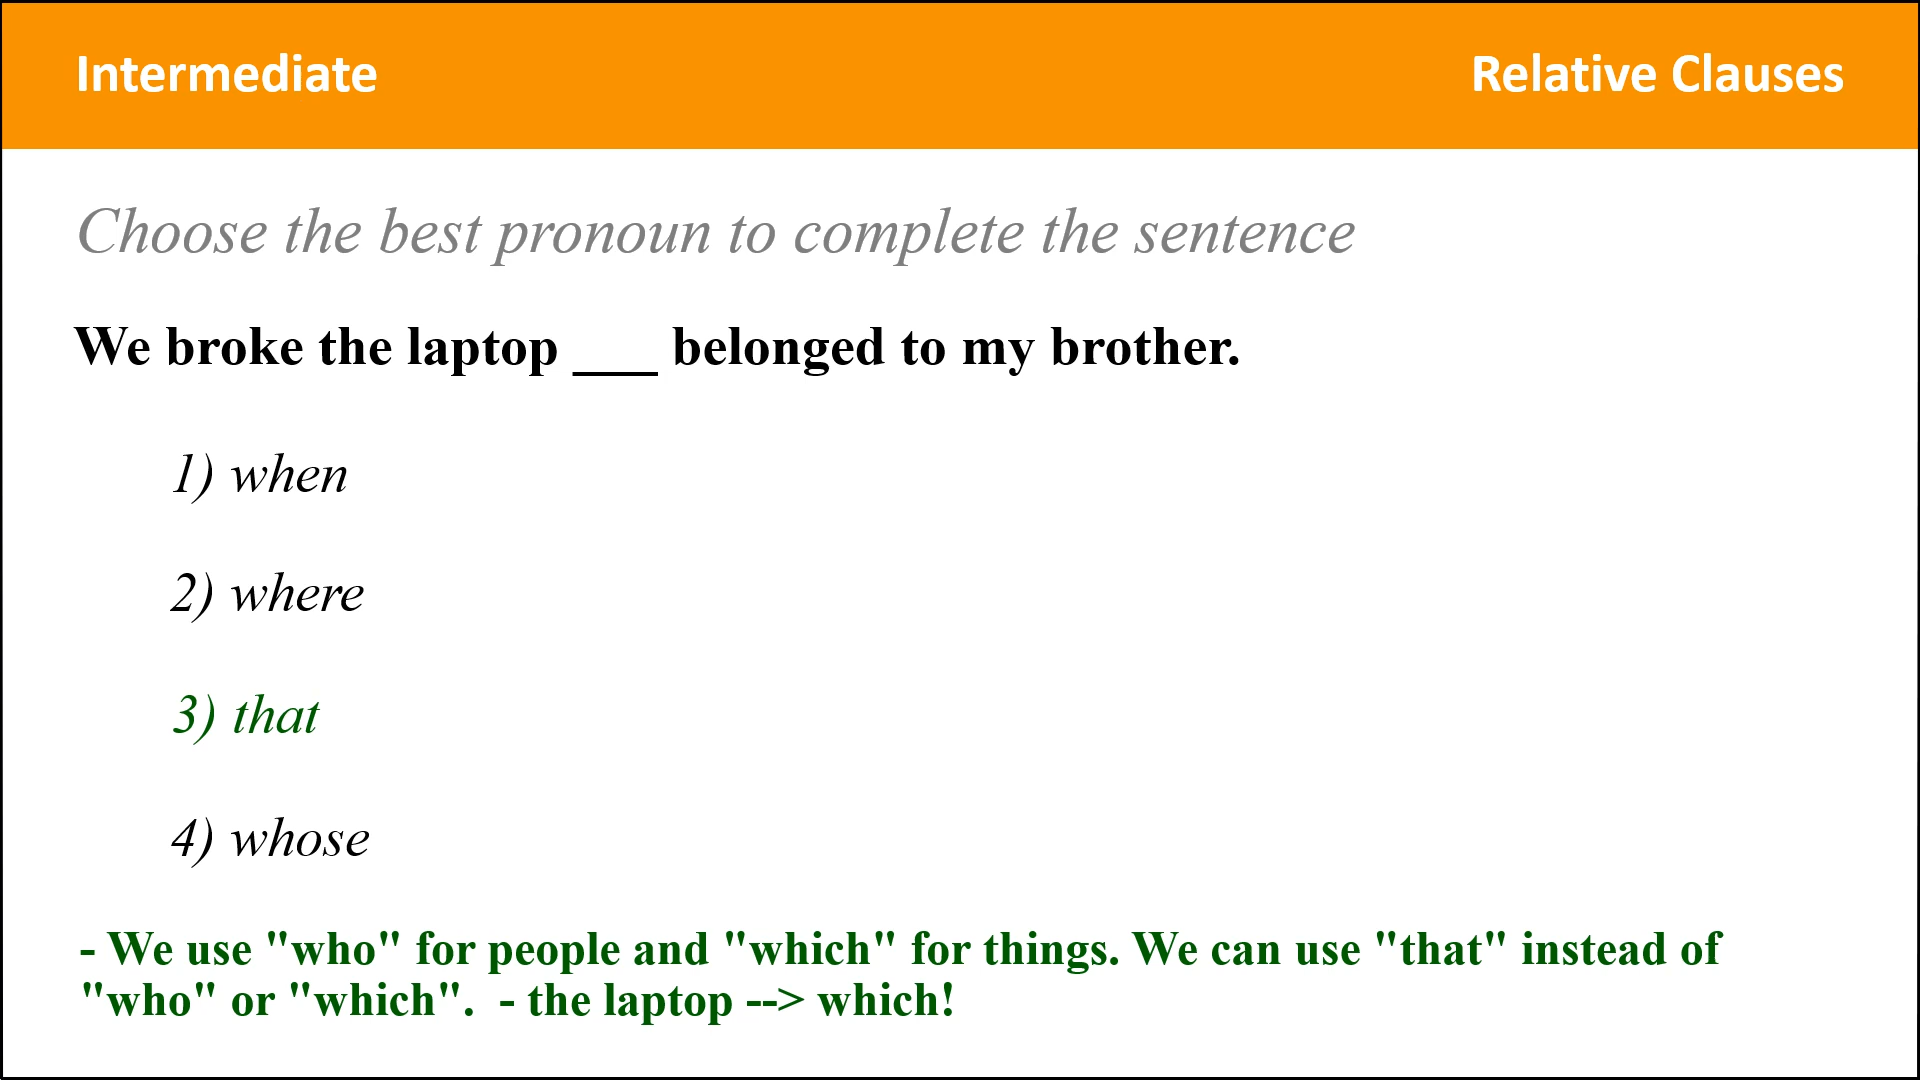 Intermediate
Relative Clauses
Choose the best pronoun to complete the sentence
We broke the laptop ___ belonged to my brother.
1) when
2) where
3) that
4) whose
- We use "who" for people and "which" for things. We can use "that" instead of
"who" or "which".  - the laptop --> which!